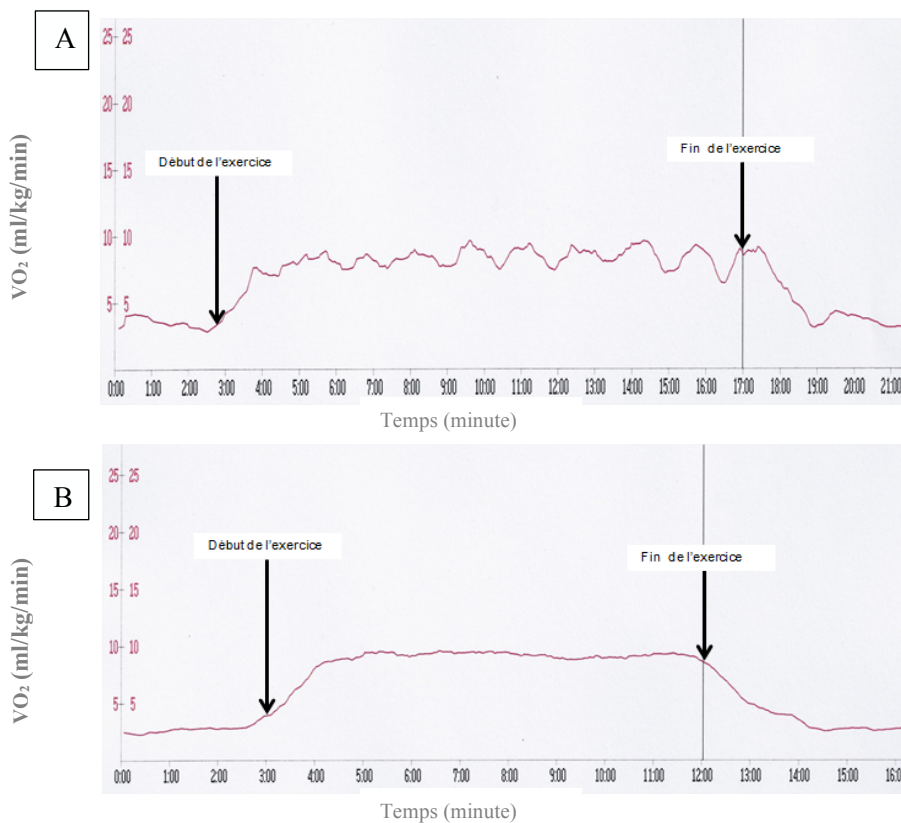 A
25 25
20 20
15 15
10 10
5 5
VO₂ (ml/kg/min)
Début de l'exercice
Fin de l'exercice
0:00 1:00 2:00 3:00 4:00 5:00 6:00 7:00 8:00 9:00 10:00 11:00 12:00 13:00 14:00 15:00 16:00 17:00 18:00 19:00 20:00 21:00
Temps (minute)
B
25 25
20 20
15 15
10 10
5 5
VO₂ (ml/kg/min)
Début de l'exercice
Fin de l'exercice
0:00 1:00 2:00 3:00 4:00 5:00 6:00 7:00 8:00 9:00 10:00 11:00 12:00 13:00 14:00 15:00 16:00
Temps (minute)